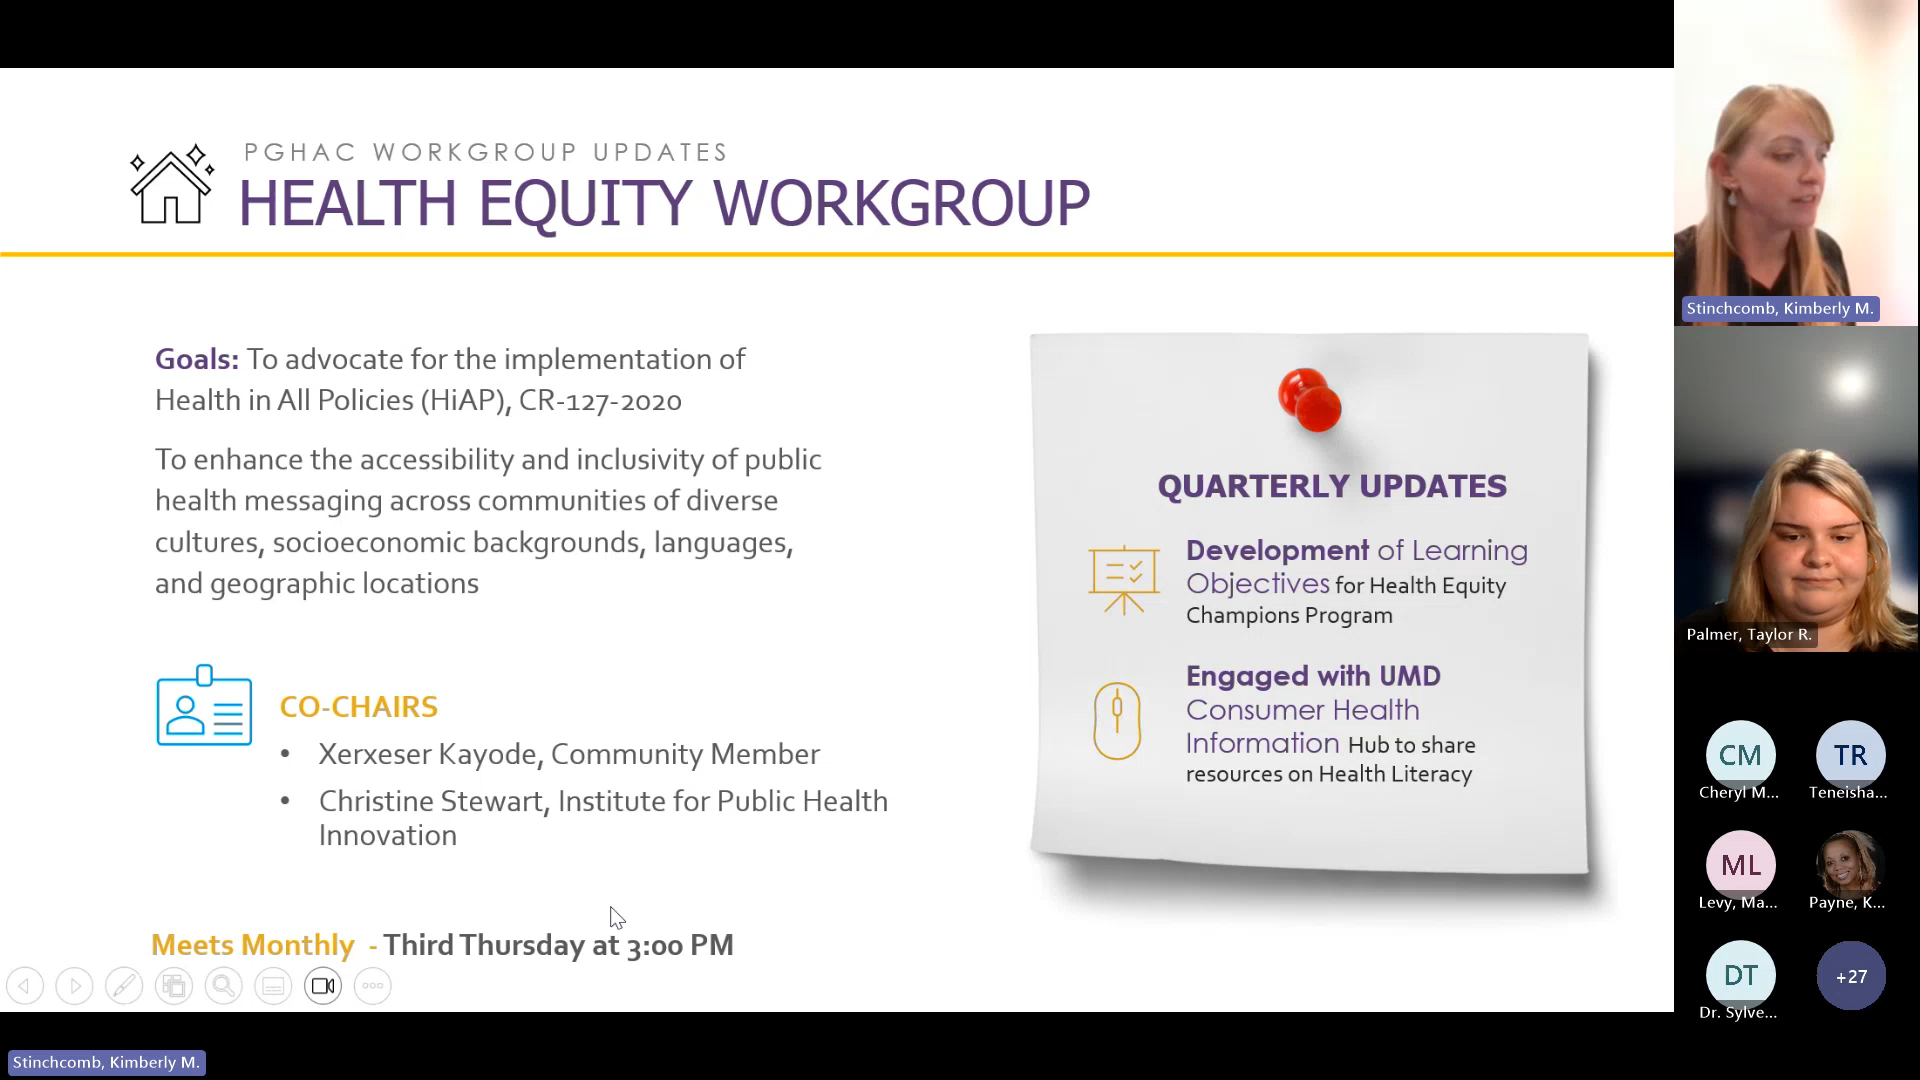 PGHAC WORKGROUP UPDATES
HEALTH EQUITY WORKGROUP
Goals: To advocate for the implementation of
Health in All Policies (HiAP), CR-127-2020
To enhance the accessibility and inclusivity of public
health messaging across communities of diverse
cultures, socioeconomic backgrounds, languages,
and geographic locations
CO-CHAIRS
• Xerxeser Kayode, Community Member
• Christine Stewart, Institute for Public Health
Innovation
Meets Monthly - Third Thursday at 3:00 PM
QUARTERLY UPDATES
Development of Learning
Objectives for Health Equity
Champions Program
Engaged with UMD
Consumer Health
Information Hub to share
resources on Health Literacy
Stinchcomb, Kimberly M.
Palmer, Taylor R.
CM
Cheryl M...
TR
Teneisha...
ML
Levy, Ma...
Payne, K...
DT
Dr. Sylve...
+27
Stinchcomb, Kimberly M.